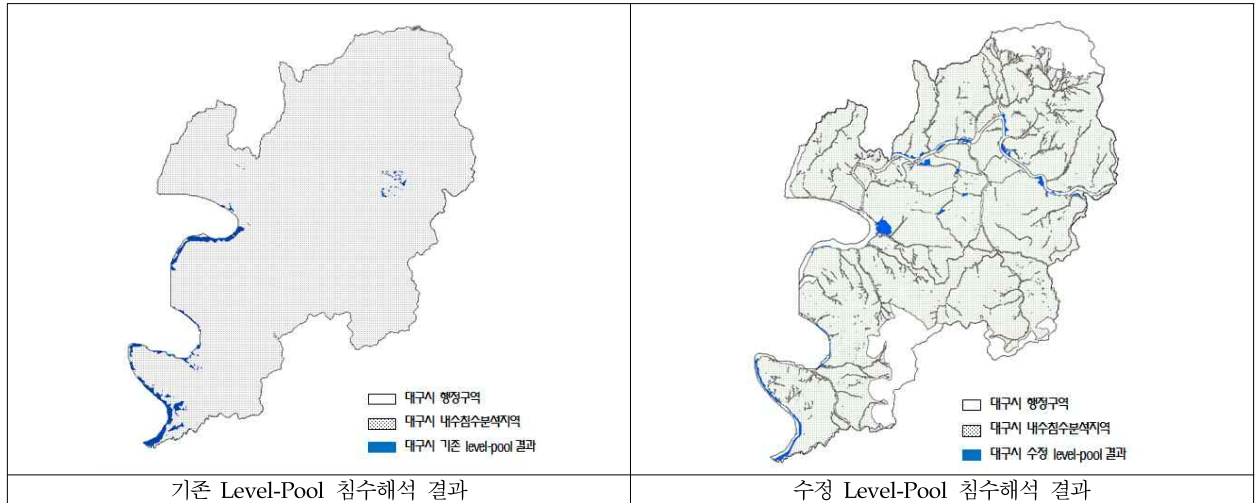 대구시 행정구역
대구시 내수침수분석지역
대구시 기존 level-pool 결과
기존 Level-Pool 침수해석 결과
대구시 행정구역
대구시 내수침수분석지역
대구시 수정 level-pool 결과
수정 Level-Pool 침수해석 결과